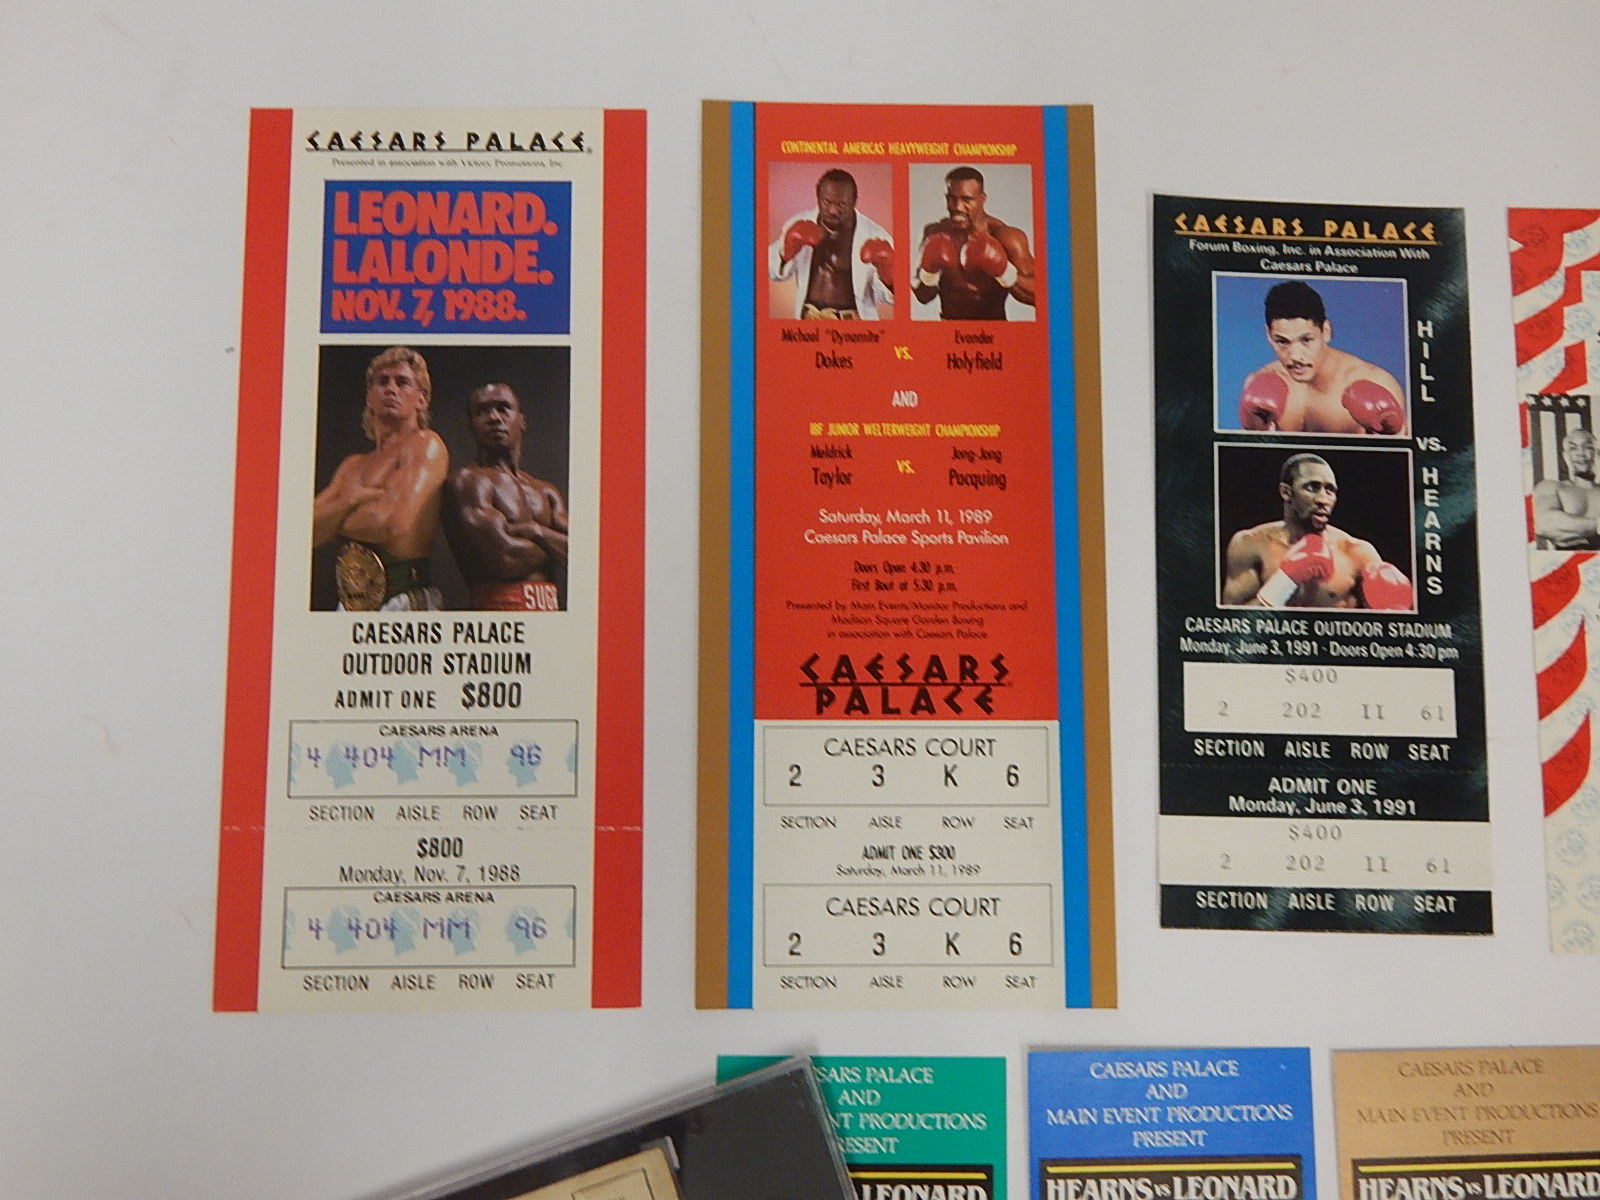 CAESARS PALACE
Presented in association with Victory Promotions, Inc.
LEONARD.
LALONDE.
NOV. 7, 1988.
SUGA
CAESARS PALACE
OUTDOOR STADIUM
ADMIT ONE $800
CAESARS ARENA
4 404 MM 96
SECTION AISLE ROW SEAT
$800
Monday, Nov. 7, 1988
CAESARS ARENA
4 404 MM 96
SECTION AISLE ROW SEAT
CONTINENTAL AMERICAS HEAVYWEIGHT CHAMPIONSHIP
Michael "Dynamite" Dokes
VS.
Evander Holyfield
AND
IBF JUNIOR WELTERWEIGHT CHAMPIONSHIP
Meldrick Taylor
VS.
Jong-Jong Pacquing
Saturday, March 11, 1989
Caesars Palace Sports Pavilion
Doors Open 4:30 p.m.
First Bout at 5:30 p.m.
Presented by Main Events/Monitor Productions and
Madison Square Garden Boxing
in association with Caesars Palace
CAESARS
PALACE
CAESARS COURT
2 3 K 6
SECTION AISLE ROW SEAT
ADMIT ONE $300
Saturday, March 11, 1989
CAESARS COURT
2 3 K 6
SECTION AISLE ROW SEAT
CAESARS PALACE
Forum Boxing, Inc. in Association With
Caesars Palace
HILL
VS.
HEARNS
CAESARS PALACE OUTDOOR STADIUM
Monday, June 3, 1991 · Doors Open 4:30 pm
$400
2 202 II 61
SECTION AISLE ROW SEAT
ADMIT ONE
Monday, June 3, 1991
$400
2 202 II 61
SECTION AISLE ROW SEAT
SARS PALACE
AND
NT PRODUCTIONS
RESENT
LEONARD
CAESARS PALACE
AND
MAIN EVENT PRODUCTIONS
PRESENT
HEARNS vs LEONARD
CAESARS PALACE
AND
MAIN EVENT PRODUCTIONS
PRESENT
HEARNS vs LEONARD